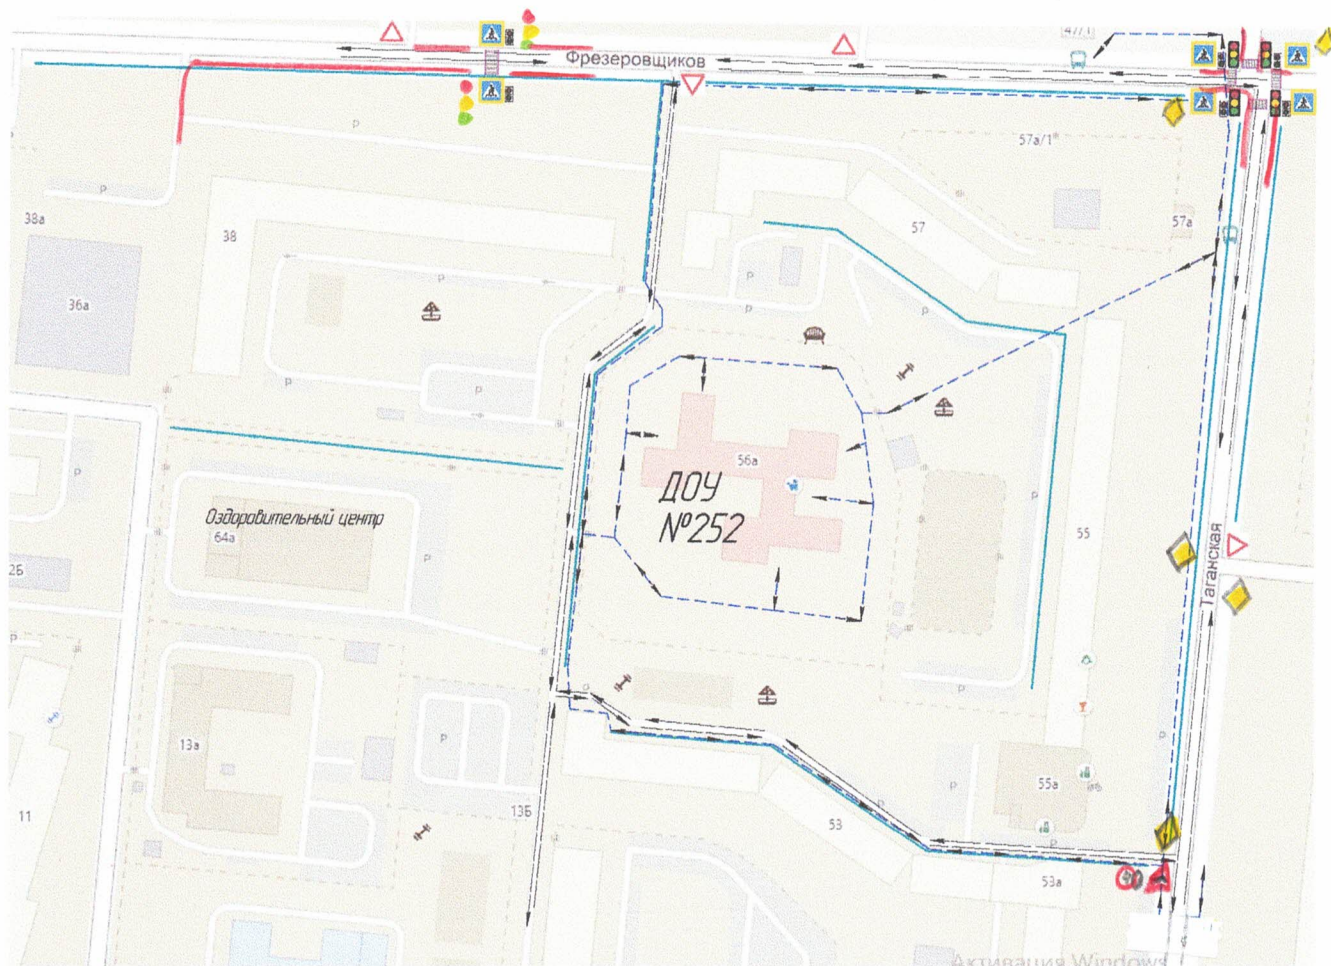 47/1
Фрезеровщиков
P
57а/1
38а
P
38
57
57а
P
P
36а
P
P
P
P
P
56а
ДОУ
№252
Оздоровительный центр
64а
P
P
P
55
2Б
Таганская
P
P
13а
P
P
P
55а
11
13Б
53
P
P
53а
Активация Windows